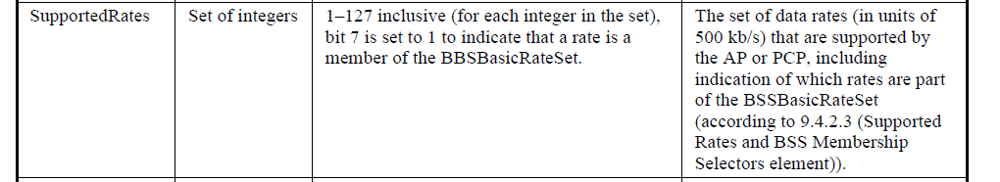 SupportedRates
Set of integers
1–127 inclusive (for each integer in the set),
bit 7 is set to 1 to indicate that a rate is a
member of the BBSBasicRateSet.
The set of data rates (in units of
500 kb/s) that are supported by
the AP or PCP, including
indication of which rates are part
of the BSSBasicRateSet
(according to 9.4.2.3 (Supported
Rates and BSS Membership
Selectors element)).